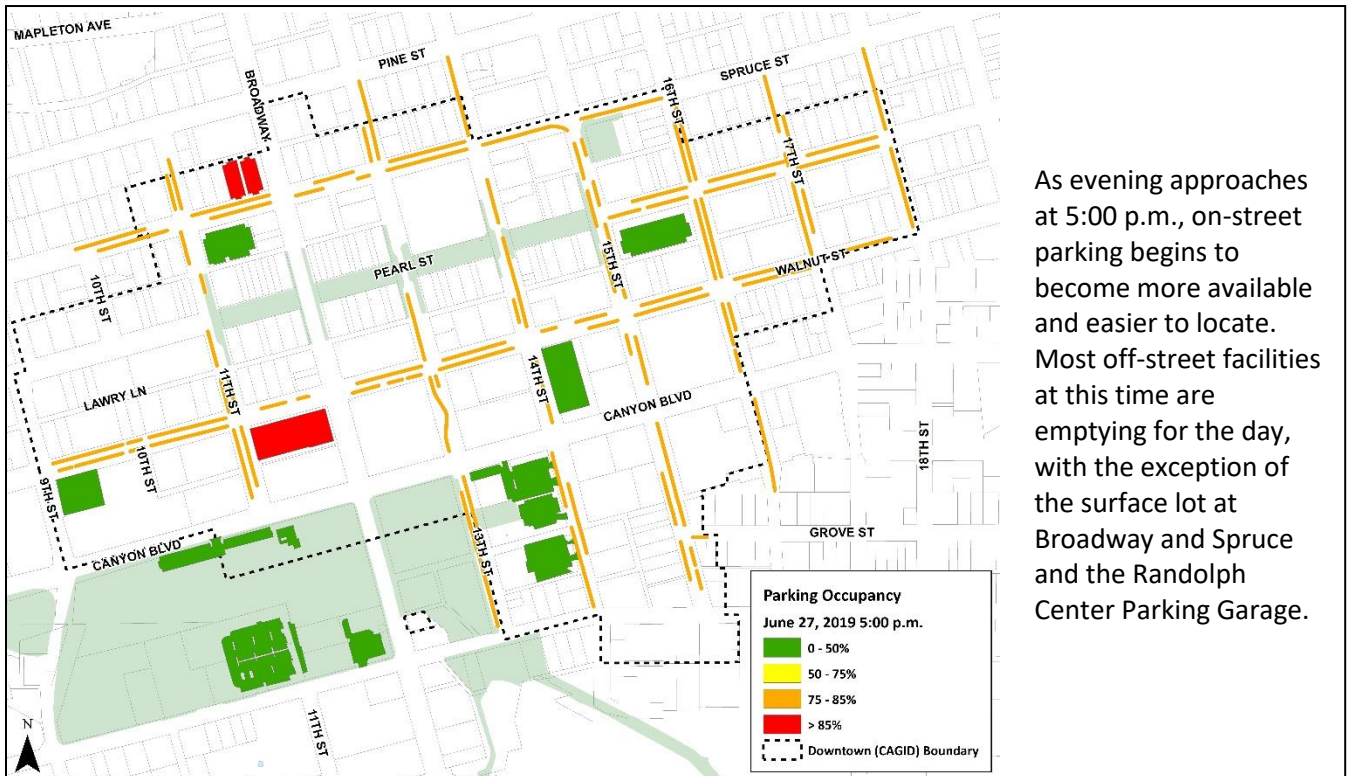 MAPLETON AVE
PINE ST
SPRUCE ST
BROADWAY
16TH ST
17TH ST
10TH ST
PEARL ST
15TH ST
WALNUT ST
LAWRY LN
11TH ST
14TH ST
CANYON BLVD
18TH ST
9TH ST
10TH ST
CANYON BLVD
13TH ST
GROVE ST
11TH ST
N
Parking Occupancy
June 27, 2019 5:00 p.m.
0 - 50%
50 - 75%
75 - 85%
> 85%
Downtown (CAGID) Boundary
As evening approaches
at 5:00 p.m., on-street
parking begins to
become more available
and easier to locate.
Most off-street facilities
at this time are
emptying for the day,
with the exception of
the surface lot at
Broadway and Spruce
and the Randolph
Center Parking Garage.